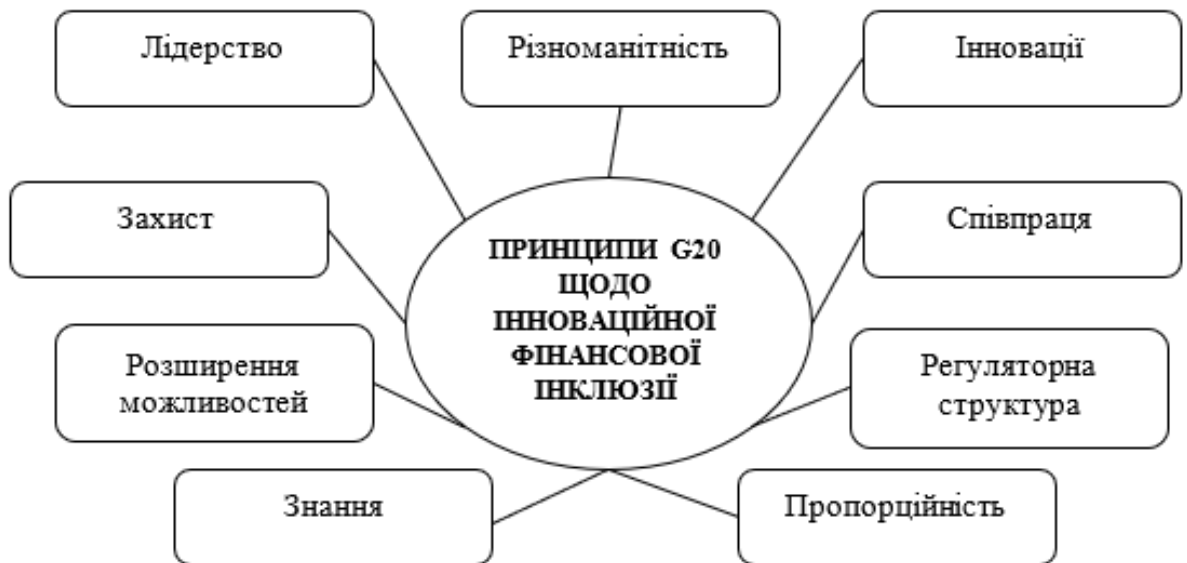 Лідерство
Різноманітність
Інновації
Захист
Співпраця
ПРИНЦИПИ G20
ЩОДО
ІННОВАЦІЙНОЇ
ФІНАНСОВОЇ
ІНКЛЮЗІЇ
Розширення
можливостей
Регуляторна
структура
Знання
Пропорційність